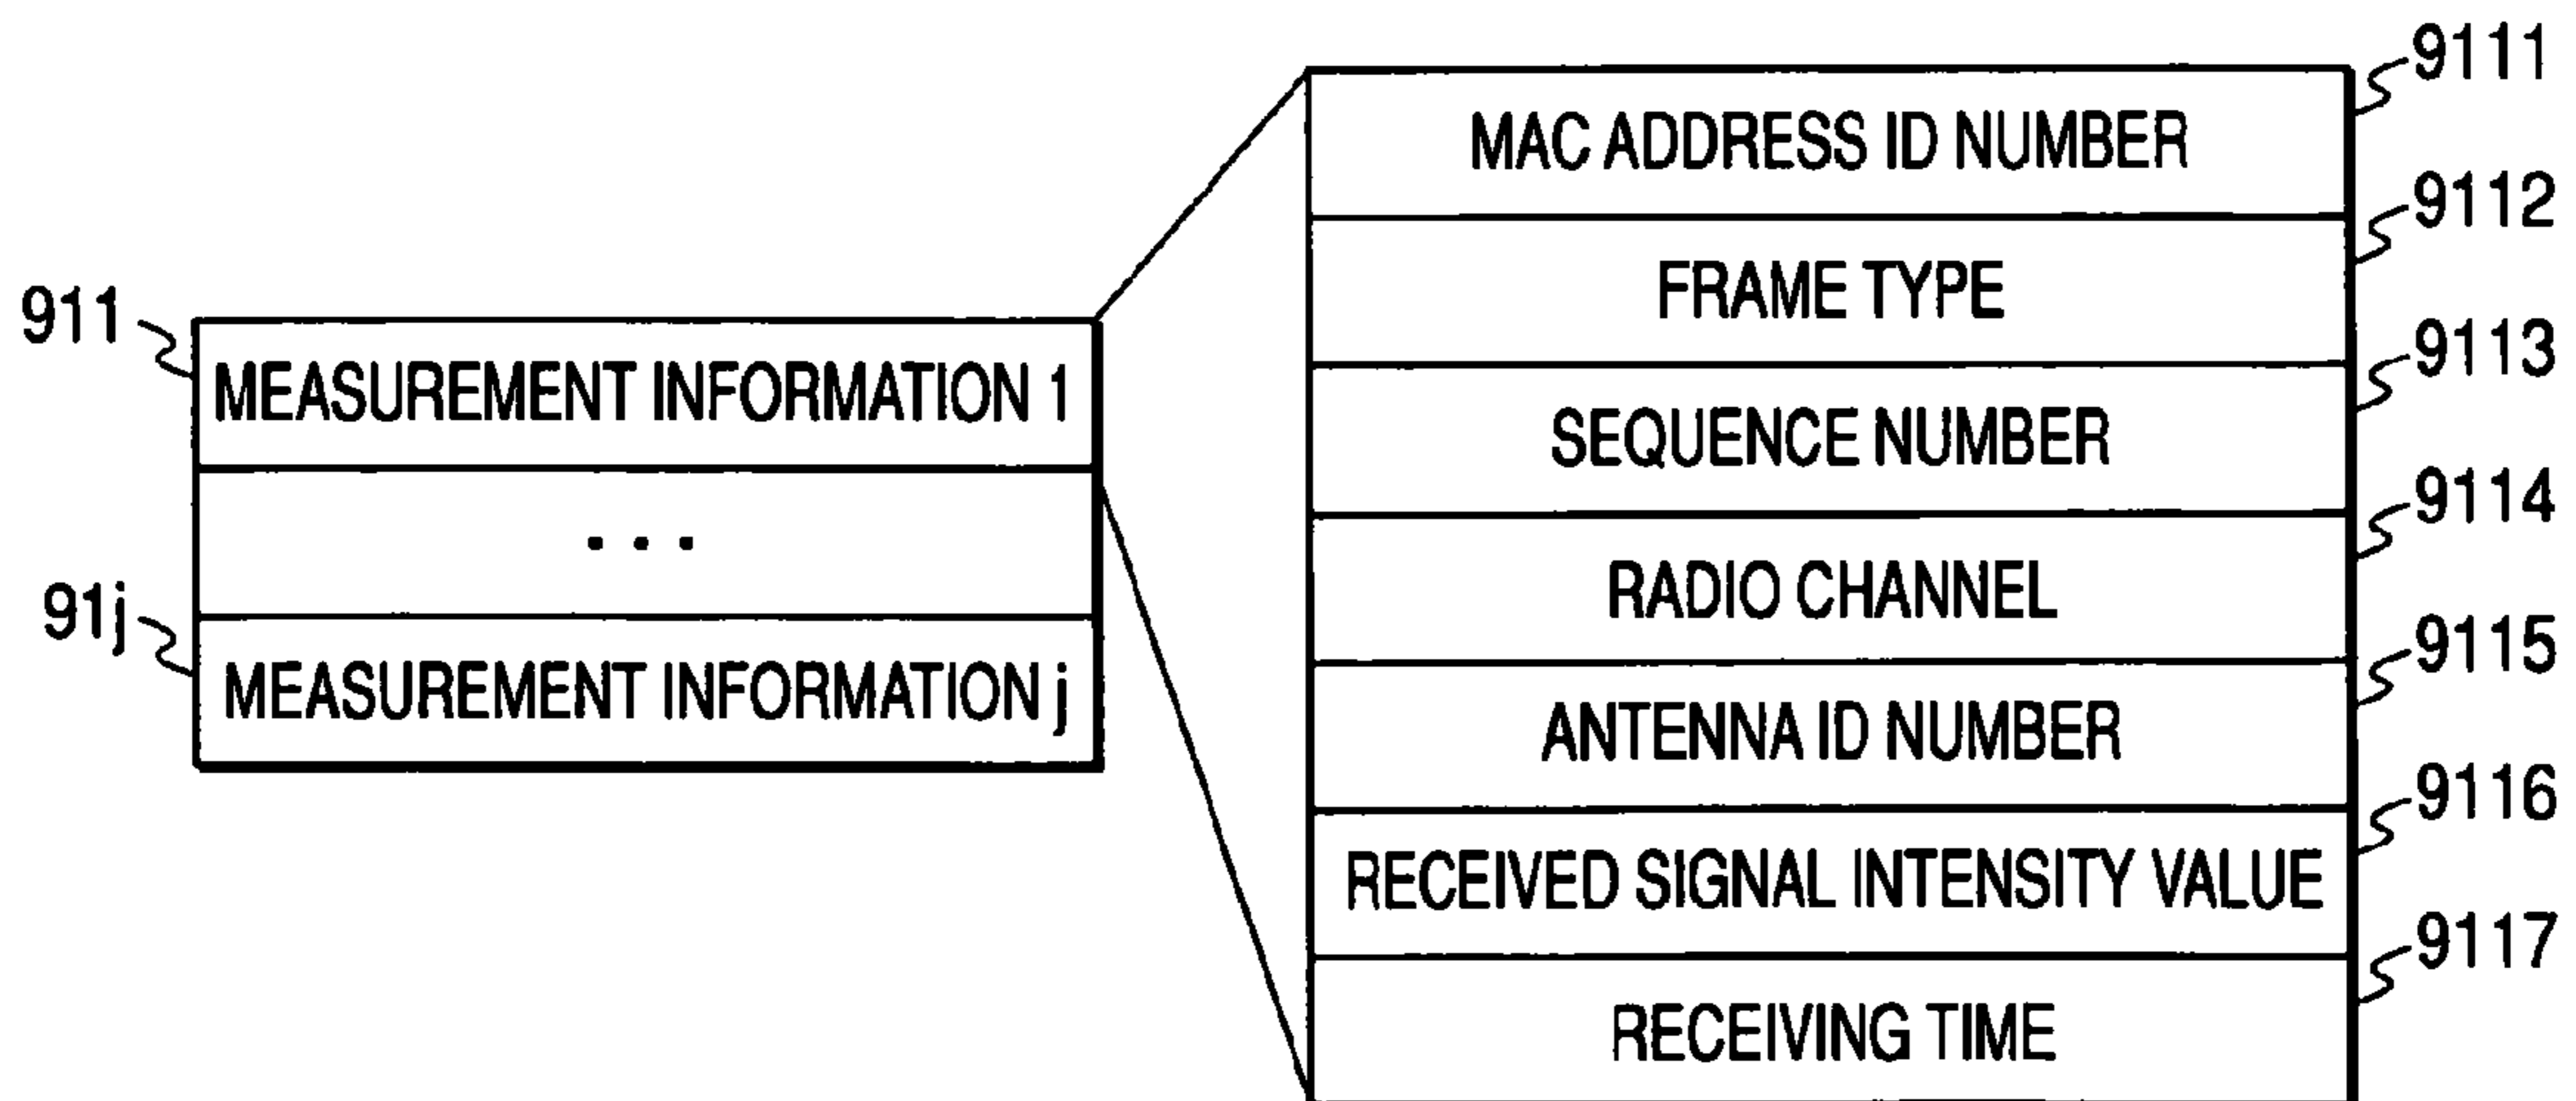 911
MEASUREMENT INFORMATION 1
...
91j
MEASUREMENT INFORMATION j
9111
MAC ADDRESS ID NUMBER
9112
FRAME TYPE
9113
SEQUENCE NUMBER
9114
RADIO CHANNEL
9115
ANTENNA ID NUMBER
9116
RECEIVED SIGNAL INTENSITY VALUE
9117
RECEIVING TIME